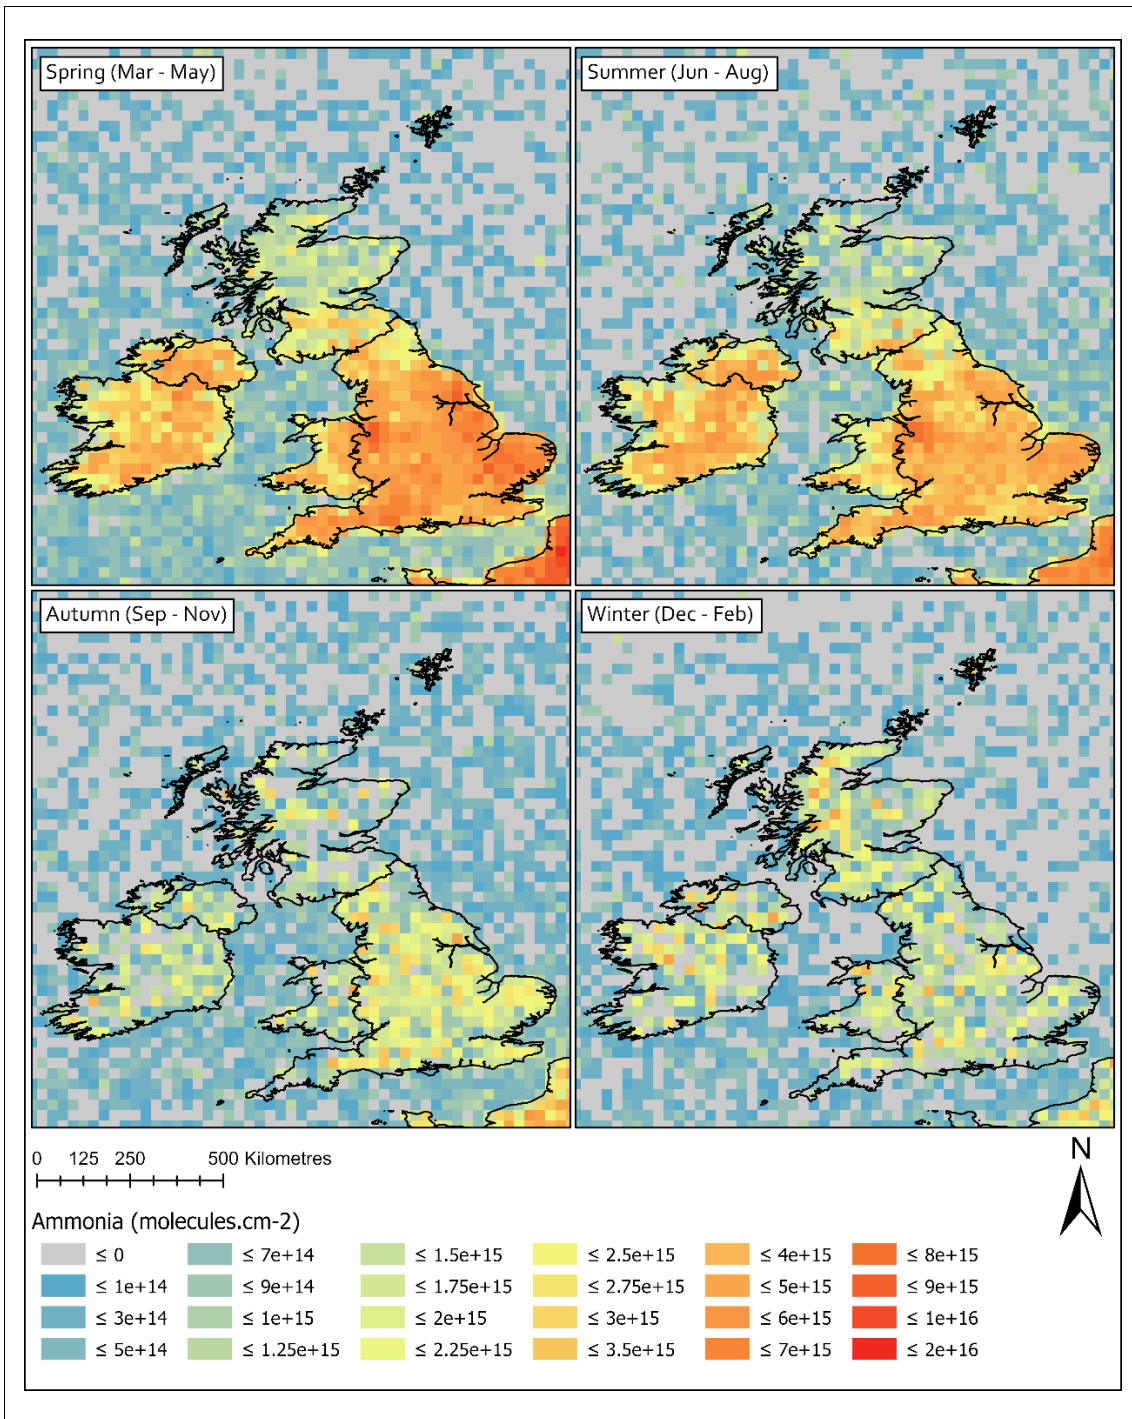 Spring (Mar - May)
Summer (Jun - Aug)
Autumn (Sep - Nov)
Winter (Dec - Feb)
0 125 250 500 Kilometres
N
Ammonia (molecules.cm-2)
≤ 0 ≤ 7e+14 ≤ 1.5e+15 ≤ 2.5e+15 ≤ 4e+15 ≤ 8e+15
≤ 1e+14 ≤ 9e+14 ≤ 1.75e+15 ≤ 2.75e+15 ≤ 5e+15 ≤ 9e+15
≤ 3e+14 ≤ 1e+15 ≤ 2e+15 ≤ 3e+15 ≤ 6e+15 ≤ 1e+16
≤ 5e+14 ≤ 1.25e+15 ≤ 2.25e+15 ≤ 3.5e+15 ≤ 7e+15 ≤ 2e+16